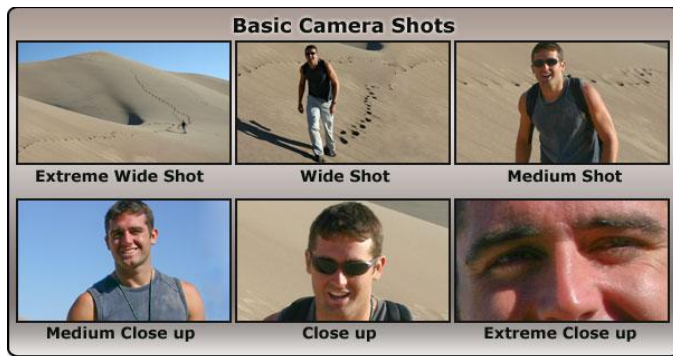 Basic Camera Shots
Extreme Wide Shot
Wide Shot
Medium Shot
Medium Close up
Close up
Extreme Close up